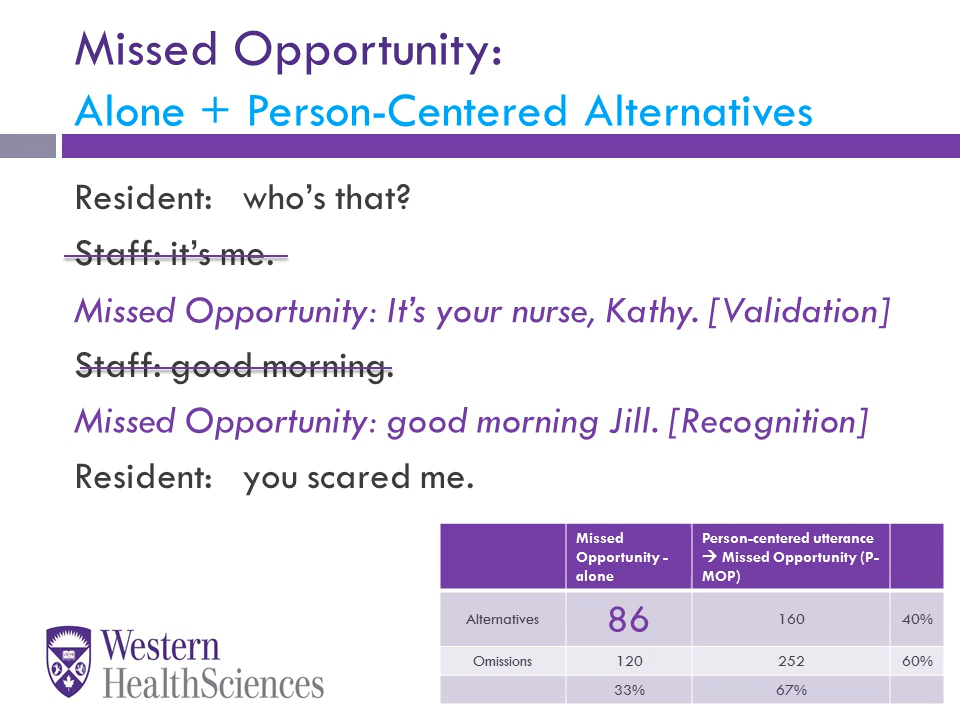 Missed Opportunity:
Alone + Person-Centered Alternatives
Resident: who's that?
Staff: it's me.
Missed Opportunity: It's your nurse, Kathy. [Validation]
Staff: good morning.
Missed Opportunity: good morning Jill. [Recognition]
Resident: you scared me.
Missed Opportunity - alone Person-centered utterance → Missed Opportunity (P-MOP)
Alternatives 86 160 40%
Omissions 120 252 60%
33% 67%
Western
HealthSciences